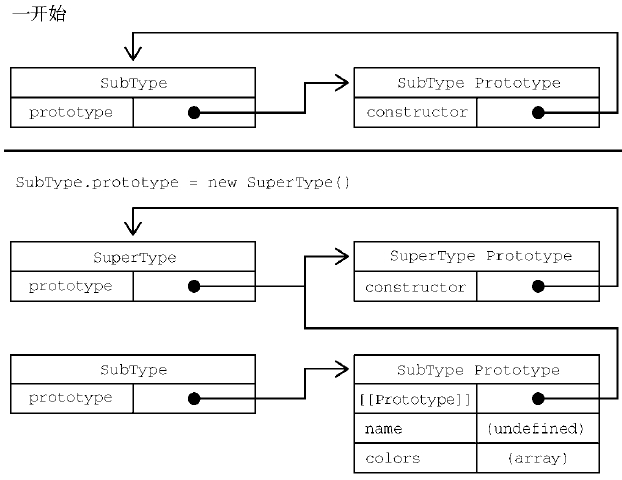 一开始
SubType
SubType Prototype
prototype
constructor
SubType.prototype = new SuperType()
SuperType
SuperType Prototype
prototype
constructor
SubType
SubType Prototype
prototype
[[Prototype]]
name
(undefined)
colors
(array)